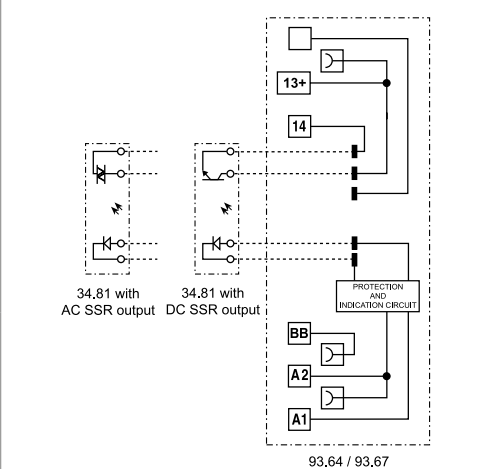 13+
14
34.81 with
AC SSR output
34.81 with
DC SSR output
PROTECTION
AND
INDICATION CIRCUIT
BB
A2
A1
93.64 / 93.67